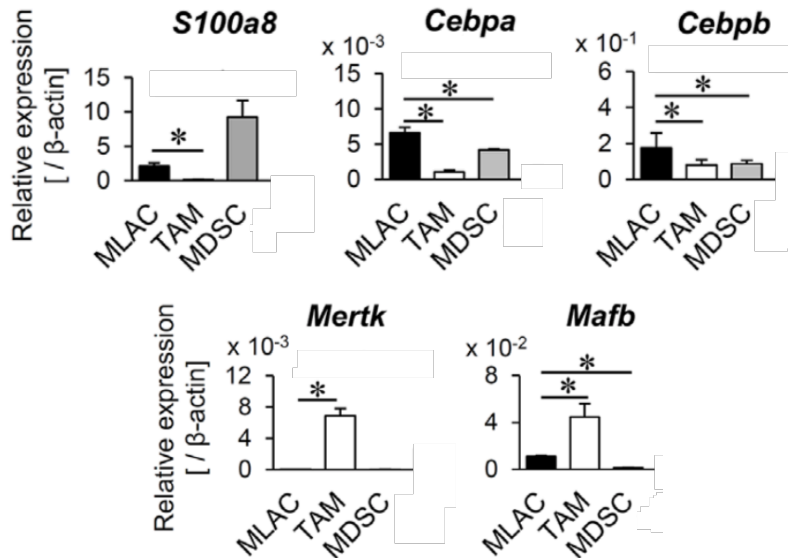 S100a8
Relative expression
[ / β-actin]
15
10
5
0
*
MLAC
TAM
MDSC
Cebpa
x 10-3
15
10
5
0
*
*
MLAC
TAM
MDSC
Cebpb
x 10-1
6
4
2
0
*
*
MLAC
TAM
MDSC
Mertk
Relative expression
[ / β-actin]
x 10-3
12
8
4
0
*
MLAC
TAM
MDSC
Mafb
x 10-2
8
4
0
*
*
MLAC
TAM
MDSC